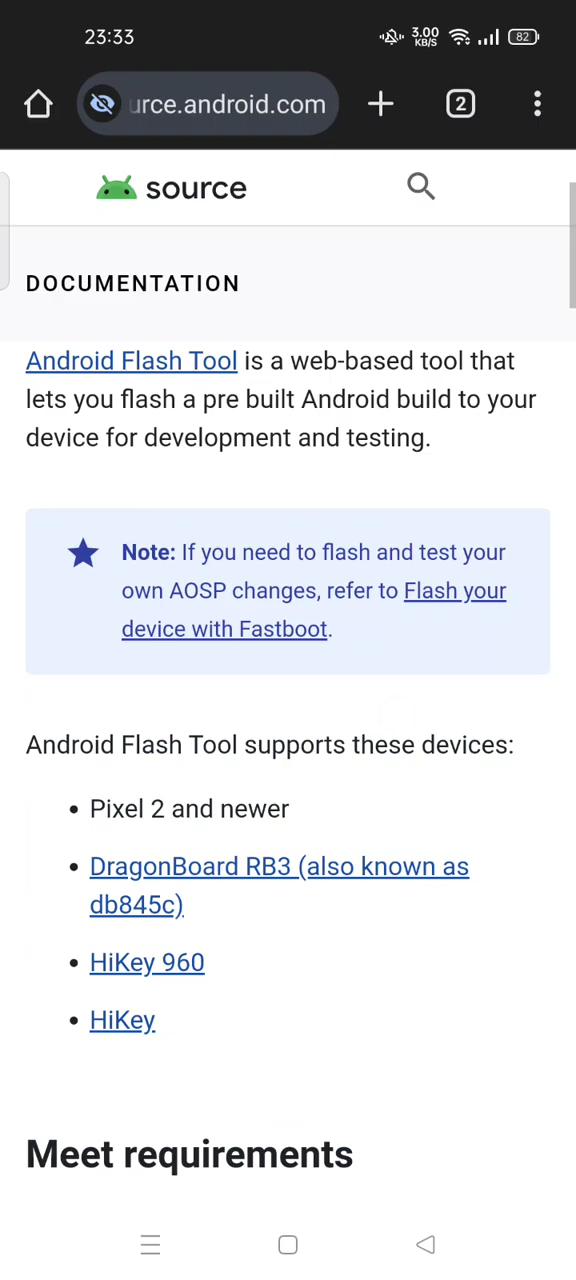 23:33
3.00
KB/S
82
urce.android.com
2
source
DOCUMENTATION
Android Flash Tool is a web-based tool that
lets you flash a pre built Android build to your
device for development and testing.
Note: If you need to flash and test your
own AOSP changes, refer to Flash your
device with Fastboot.
Android Flash Tool supports these devices:
• Pixel 2 and newer
• DragonBoard RB3 (also known as
db845c)
• HiKey 960
• HiKey
Meet requirements